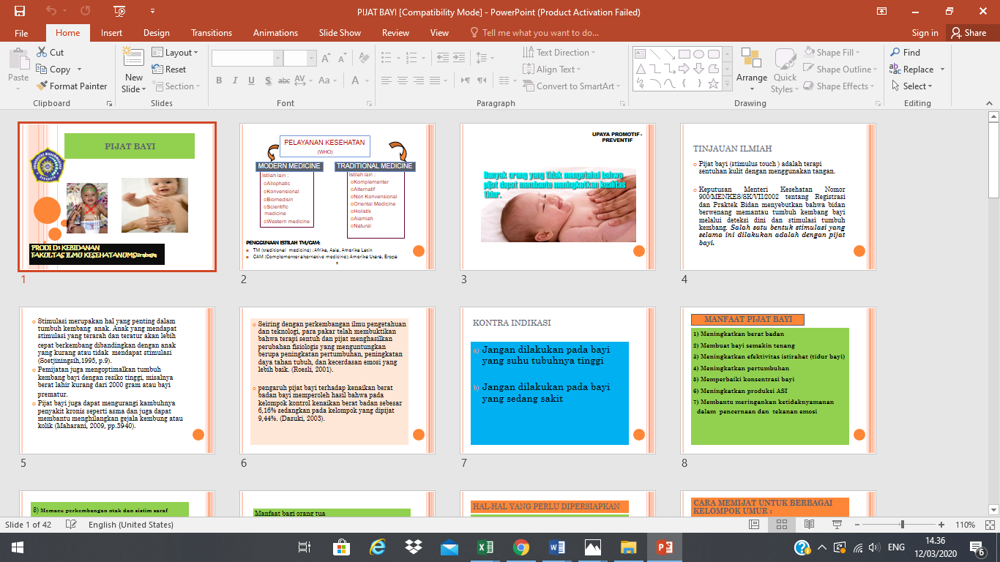 PIJAT BAYI [Compatibility Mode] - PowerPoint (Product Activation Failed)
File Home Insert Design Transitions Animations Slide Show Review View Tell me what you want to do... Sign in Share
Paste
Cut
Copy
Format Painter
Clipboard
New Slide
Layout
Reset
Section
Slides
B I U S abc AV Aa A
Font
Text Direction
Align Text
Convert to SmartArt
Paragraph
Arrange
Quick Styles
Shape Fill
Shape Outline
Shape Effects
Drawing
Find
Replace
Select
Editing
PIJAT BAYI
PRODI D3 KEBIDANAN
FAKULTAS ILMU KESEHATAN UMSurabaya
1
PELAYANAN KESEHATAN
(WHO)
MODERN MEDICINE
Istilah lain :
Allophatic
Konvensional
Biomedisin
Scientific
medicine
Western medicine
TRADITIONAL MEDICINE
Istilah lain :
Komplementer
Alternatif
Non Konvensional
Oriental Medicine
Holistik
Alamiah
Natural
PENGGUNAAN ISTILAH TM/CAM:
TM (traditional medicine) :Afrika, Asia, Amerika Latin
CAM (Complementer alternative medicine):Amerika Utara, Eropa
2
2
UPAYA PROMOTIF -
PREVENTIF
Banyak orang yang tidak mengetahui bahwa
pijat dapat membantu meningkatkan kualitas
tidur.
3
TINJAUAN ILMIAH
Pijat bayi (stimulus touch ) adalah terapi
sentuhan kulit dengan menggunakan tangan.
Keputusan Menteri Kesehatan Nomor
900/MENKES/SK/VII/2002 tentang Registrasi
dan Praktek Bidan menyebutkan bahwa bidan
berwenang memantau tumbuh kembang bayi
melalui deteksi dini dan stimulasi tumbuh
kembang. Salah satu bentuk stimulasi yang
selama ini dilakukan adalah dengan pijat
bayi.
4
Stimulasi merupakan hal yang penting dalam
tumbuh kembang anak. Anak yang mendapat
stimulasi yang terarah dan teratur akan lebih
cepat berkembang dibandingkan dengan anak
yang kurang atau tidak mendapat stimulasi
(Soetjiningsih,1995, p.9).
Pemijatan juga mengoptimalkan tumbuh
kembang bayi dengan resiko tinggi, misalnya
berat lahir kurang dari 2000 gram atau bayi
prematur.
Pijat bayi juga dapat mengurangi kambuhnya
penyakit kronis seperti asma dan juga dapat
membantu menghilangkan gejala kembung atau
kolik (Maharani, 2009, pp.3940).
5
Seiring dengan perkembangan ilmu pengetahuan
dan teknologi, para pakar telah membuktikan
bahwa terapi sentuh dan pijat menghasilkan
perubahan fisiologis yang menguntungkan
berupa peningkatan pertumbuhan, peningkatan
daya tahan tubuh, dan kecerdasan emosi yang
lebih baik. (Roesli, 2001).
pengaruh pijat bayi terhadap kenaikan berat
badan bayi memperoleh hasil bahwa pada
kelompok kontrol kenaikan berat badan sebesar
6,16% sedangkan pada kelompok yang dipijat
9,44%. (Dasuki, 2003).
6
KONTRA INDIKASI
a) Jangan dilakukan pada bayi
yang suhu tubuhnya tinggi
b) Jangan dilakukan pada bayi
yang sedang sakit
7
MANFAAT PIJAT BAYI
1) Meningkatkan berat badan
2) Membuat bayi semakin tenang
3) Meningkatkan efektivitas istirahat (tidur bayi)
4) Meningkatkan pertumbuhan
5) Memperbaiki konsentrasi bayi
6) Meningkatkan produksi ASI
7) Membantu meringankan ketidaknyamanan
dalam pencernaan dan tekanan emosi
8
8) Memacu perkembangan otak dan sistim saraf
Manfaat bagi orang tua
HAL-HAL YANG PERLU DIPERSIAPKAN
CARA MEMIJAT UNTUK BERBAGAI
KELOMPOK UMUR :
Slide 1 of 42 English (United States) 110%
ENG
14.36
12/03/2020
6